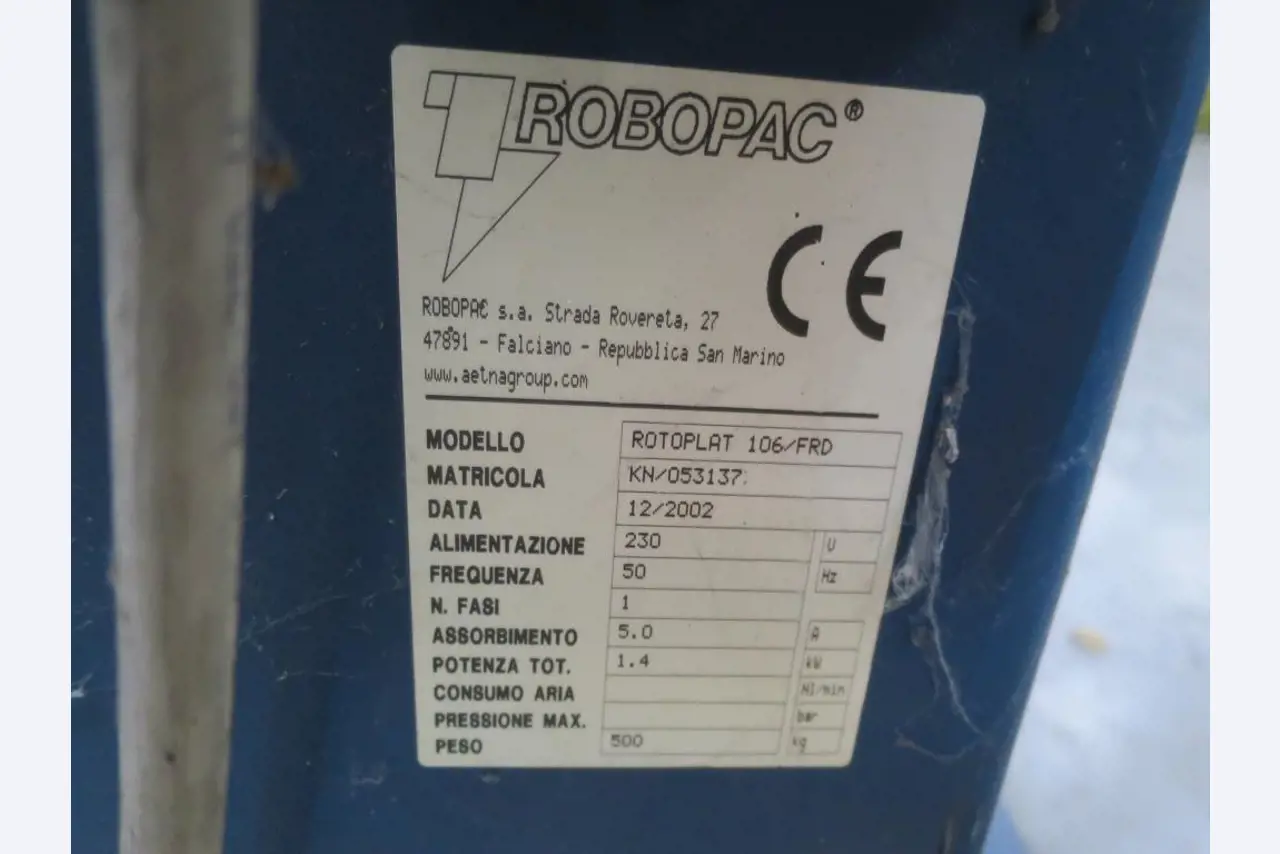 ROBOPAC®
CE
ROBOPAC s.a. Strada Rovereta, 27
47891 - Falciano - Repubblica San Marino
www.aetnagroup.com
MODELLO ROTOPLAT 106/FRD
MATRICOLA KN/053137
DATA 12/2002
ALIMENTAZIONE 230 V
FREQUENZA 50 Hz
N. FASI 1
ASSORBIMENTO 5.0 A
POTENZA TOT. 1.4 kW
CONSUMO ARIA Nl/min
PRESSIONE MAX. bar
PESO 500 kg